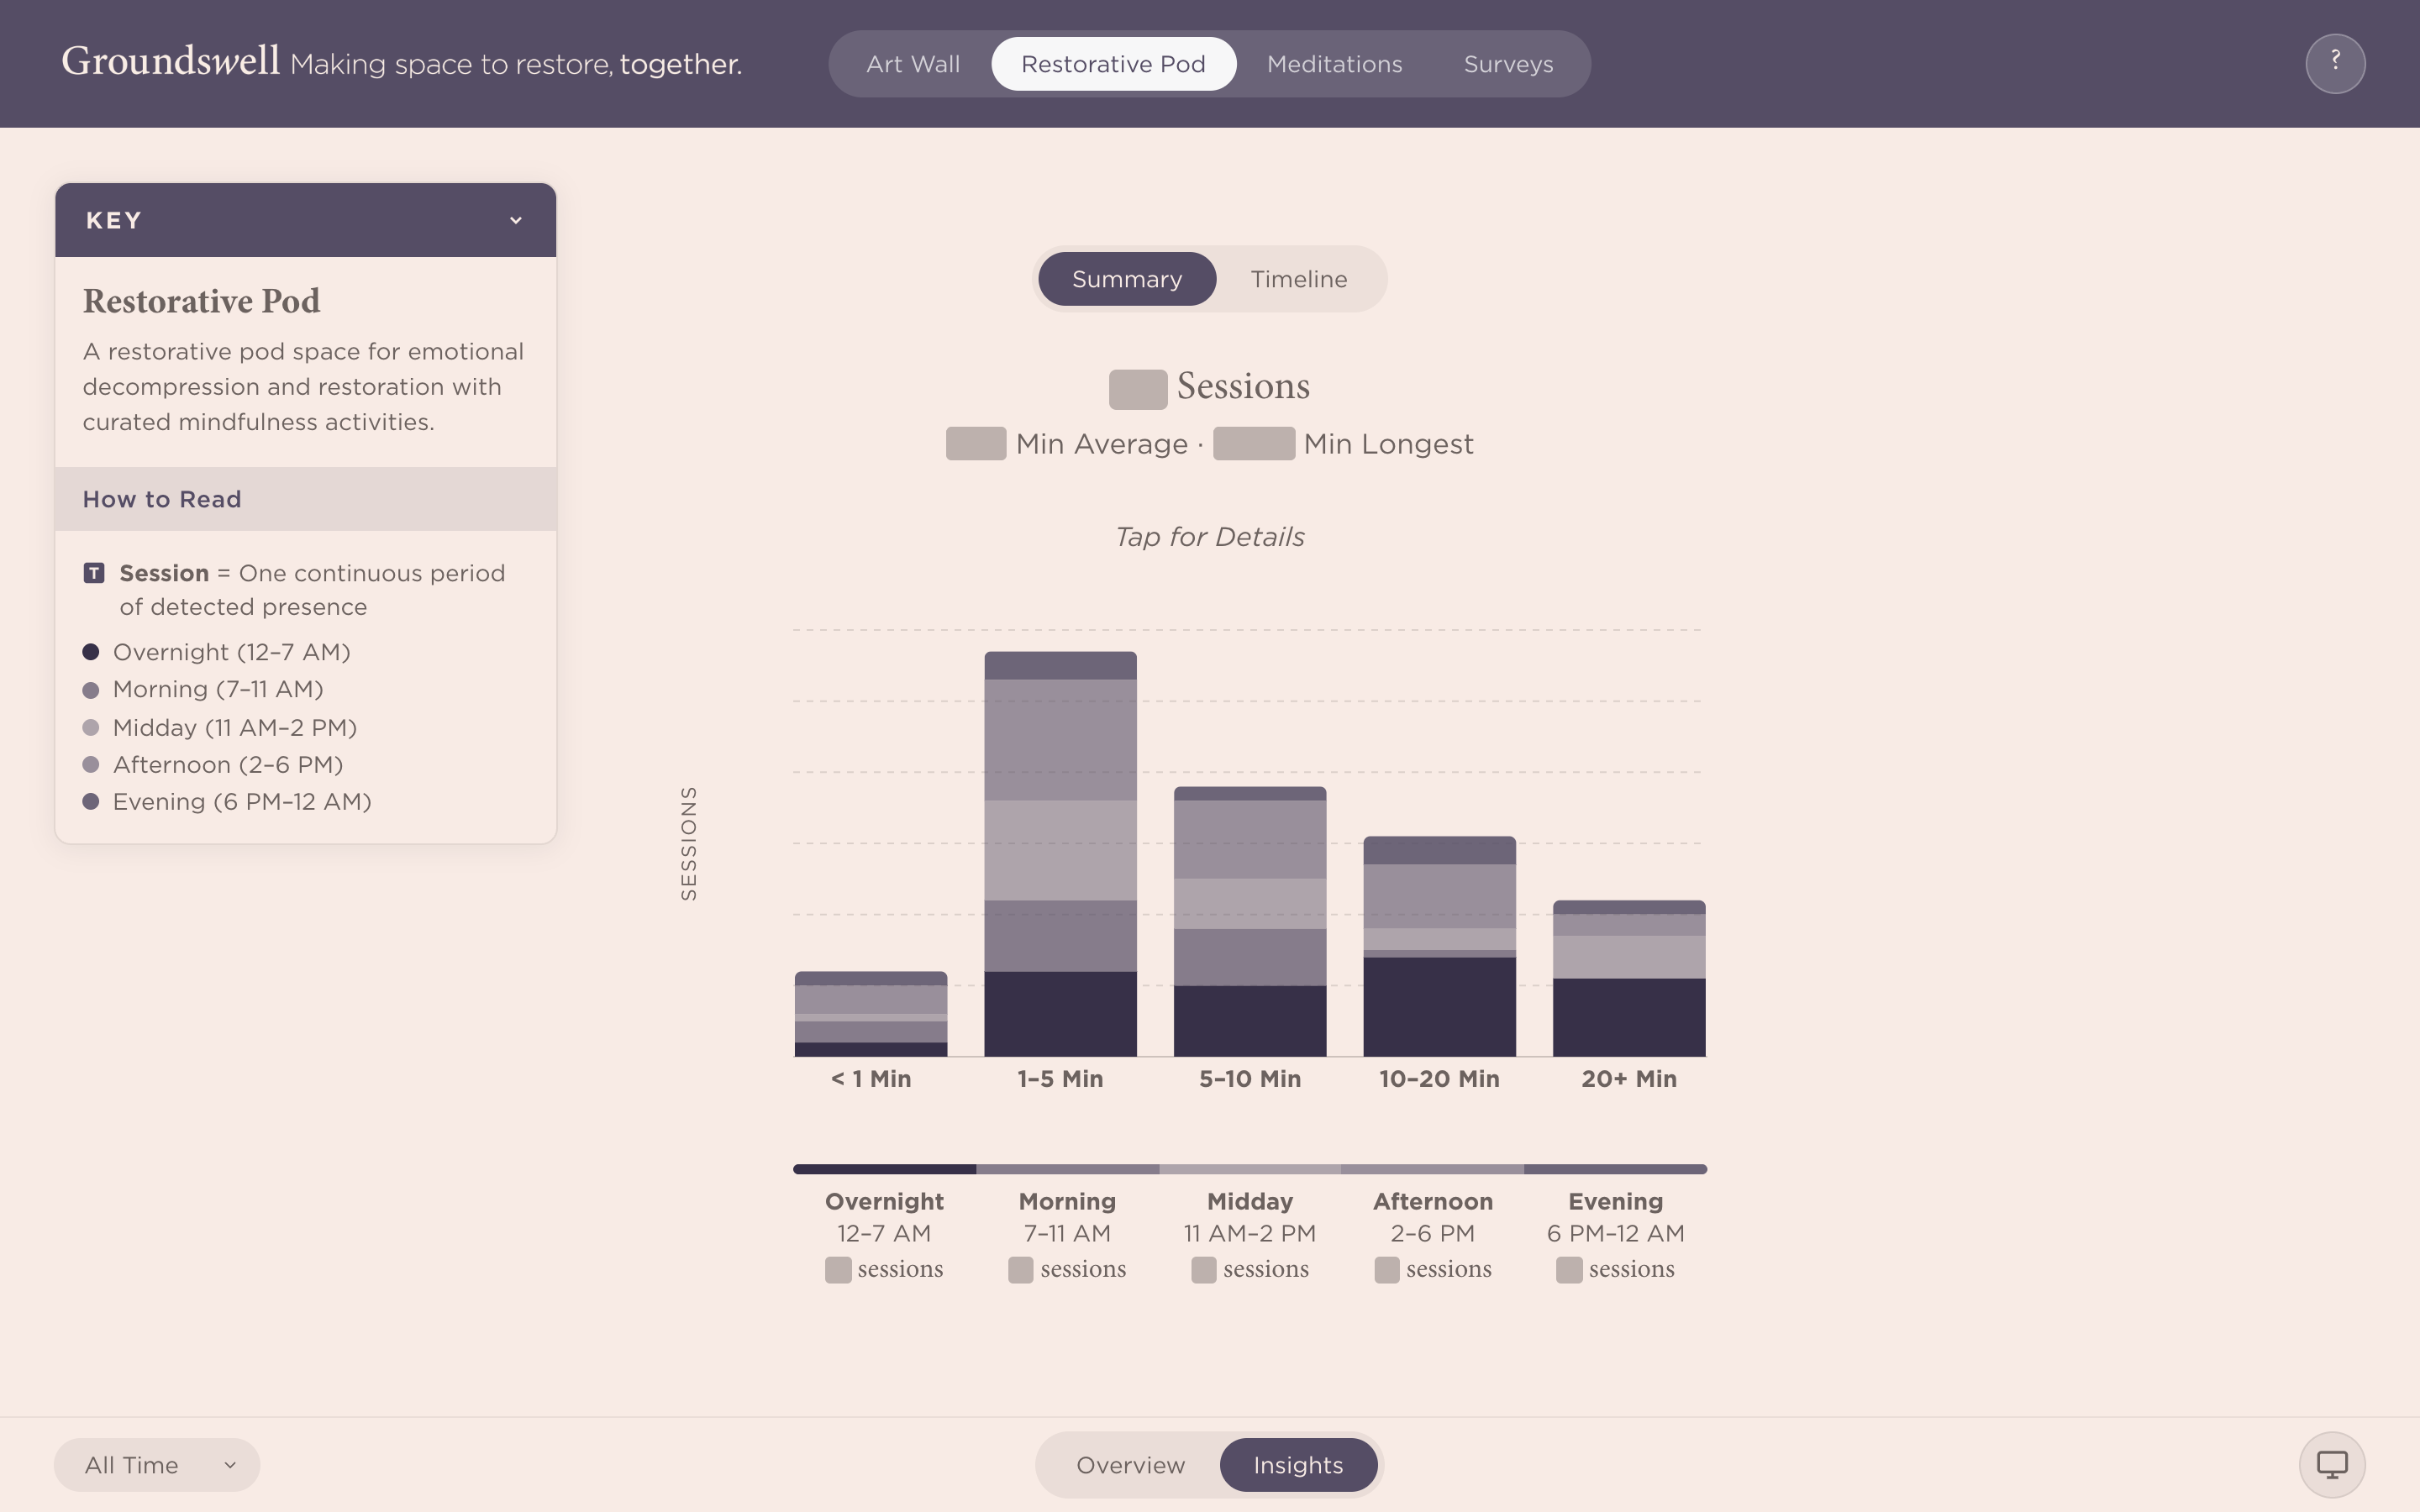 Groundswell Making space to restore, together.
Art Wall
Restorative Pod
Meditations
Surveys
?
KEY
Restorative Pod
A restorative pod space for emotional
decompression and restoration with
curated mindfulness activities.
How to Read
T Session = One continuous period
of detected presence
Overnight (12–7 AM)
Morning (7–11 AM)
Midday (11 AM–2 PM)
Afternoon (2–6 PM)
Evening (6 PM–12 AM)
Summary
Timeline
Sessions
Min Average · Min Longest
Tap for Details
SESSIONS
< 1 Min
1–5 Min
5–10 Min
10–20 Min
20+ Min
Overnight
12–7 AM
sessions
Morning
7–11 AM
sessions
Midday
11 AM–2 PM
sessions
Afternoon
2–6 PM
sessions
Evening
6 PM–12 AM
sessions
All Time
Overview
Insights